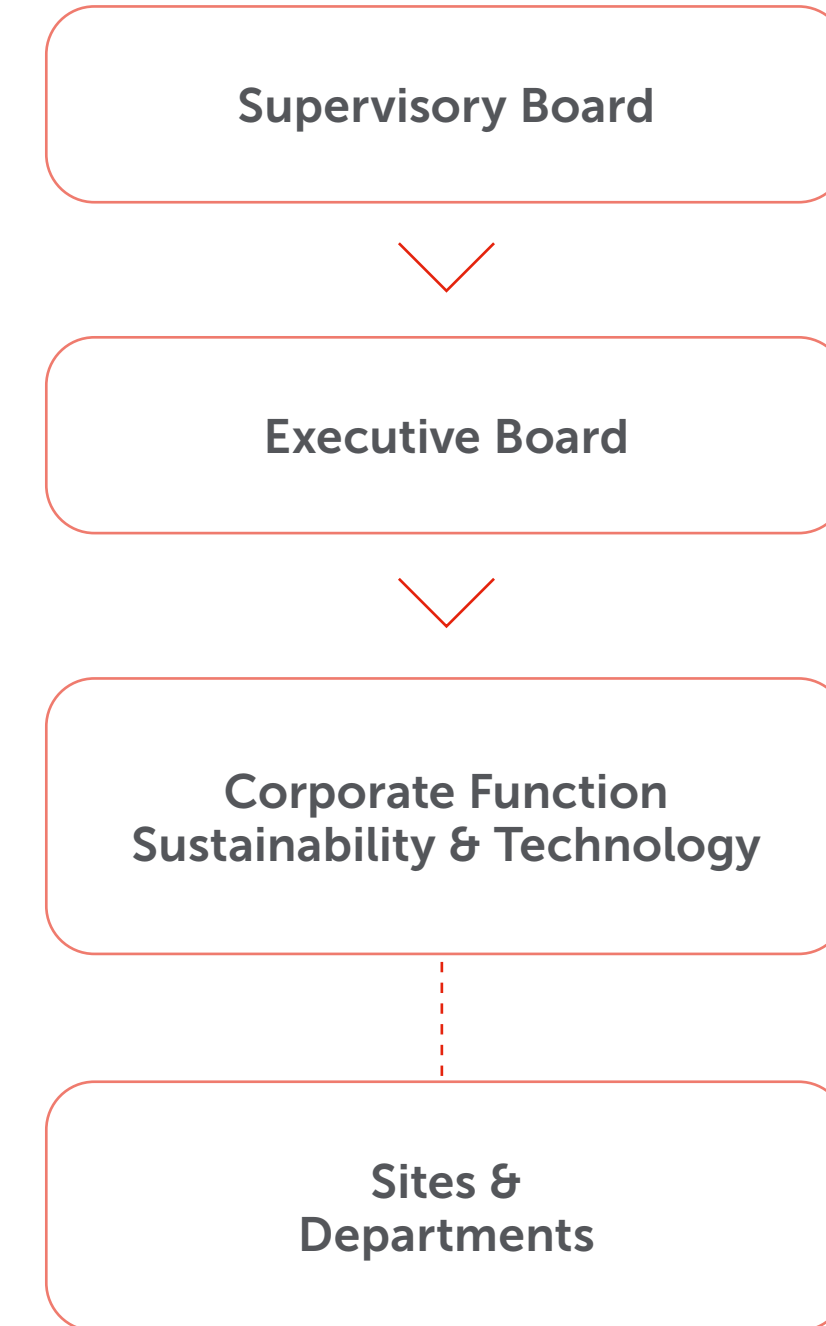 Supervisory Board
Executive Board
Corporate Function
Sustainability & Technology
Sites &
Departments